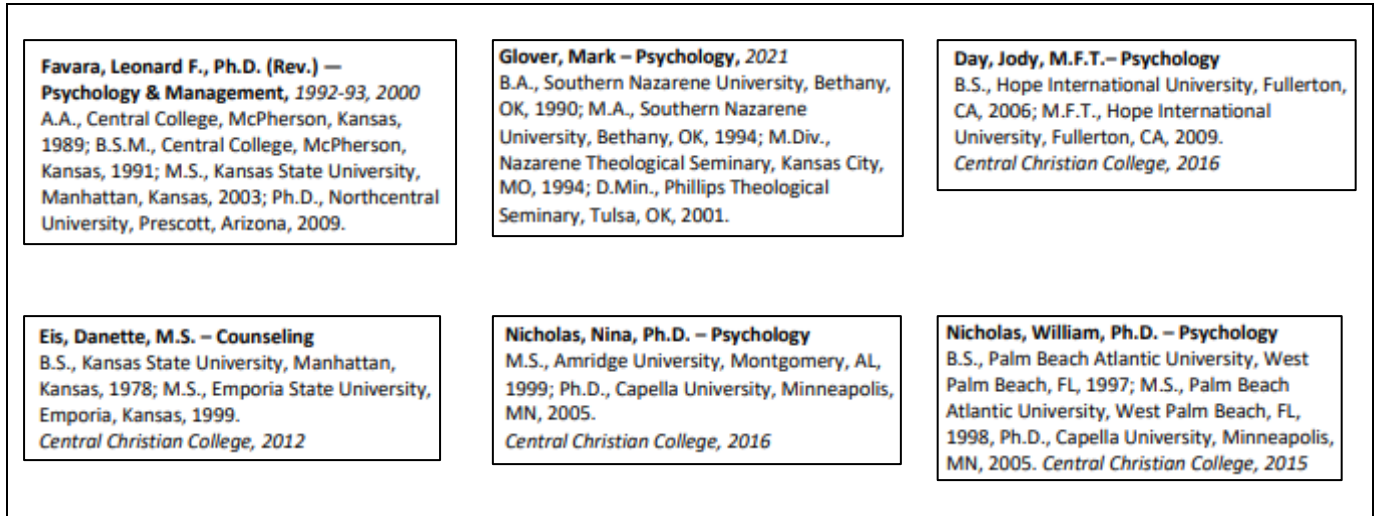 Favara, Leonard F., Ph.D. (Rev.) —
Psychology & Management, 1992-93, 2000
A.A., Central College, McPherson, Kansas,
1989; B.S.M., Central College, McPherson,
Kansas, 1991; M.S., Kansas State University,
Manhattan, Kansas, 2003; Ph.D., Northcentral
University, Prescott, Arizona, 2009.
Glover, Mark – Psychology, 2021
B.A., Southern Nazarene University, Bethany,
OK, 1990; M.A., Southern Nazarene
University, Bethany, OK, 1994; M.Div.,
Nazarene Theological Seminary, Kansas City,
MO, 1994; D.Min., Phillips Theological
Seminary, Tulsa, OK, 2001.
Day, Jody, M.F.T.– Psychology
B.S., Hope International University, Fullerton,
CA, 2006; M.F.T., Hope International
University, Fullerton, CA, 2009.
Central Christian College, 2016
Eis, Danette, M.S. – Counseling
B.S., Kansas State University, Manhattan,
Kansas, 1978; M.S., Emporia State University,
Emporia, Kansas, 1999.
Central Christian College, 2012
Nicholas, Nina, Ph.D. – Psychology
M.S., Amridge University, Montgomery, AL,
1999; Ph.D., Capella University, Minneapolis,
MN, 2005.
Central Christian College, 2016
Nicholas, William, Ph.D. – Psychology
B.S., Palm Beach Atlantic University, West
Palm Beach, FL, 1997; M.S., Palm Beach
Atlantic University, West Palm Beach, FL,
1998, Ph.D., Capella University, Minneapolis,
MN, 2005. Central Christian College, 2015